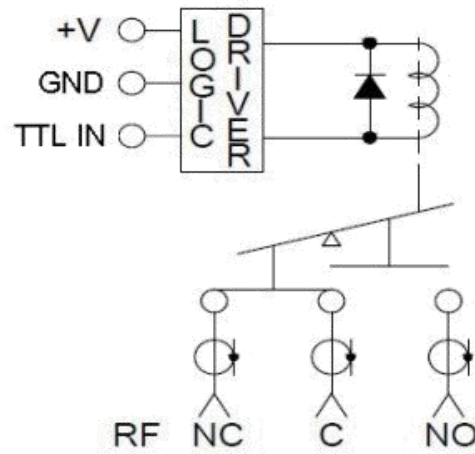 +V
GND
TTL IN
LOGIC
DRIVER
RF NC C NO